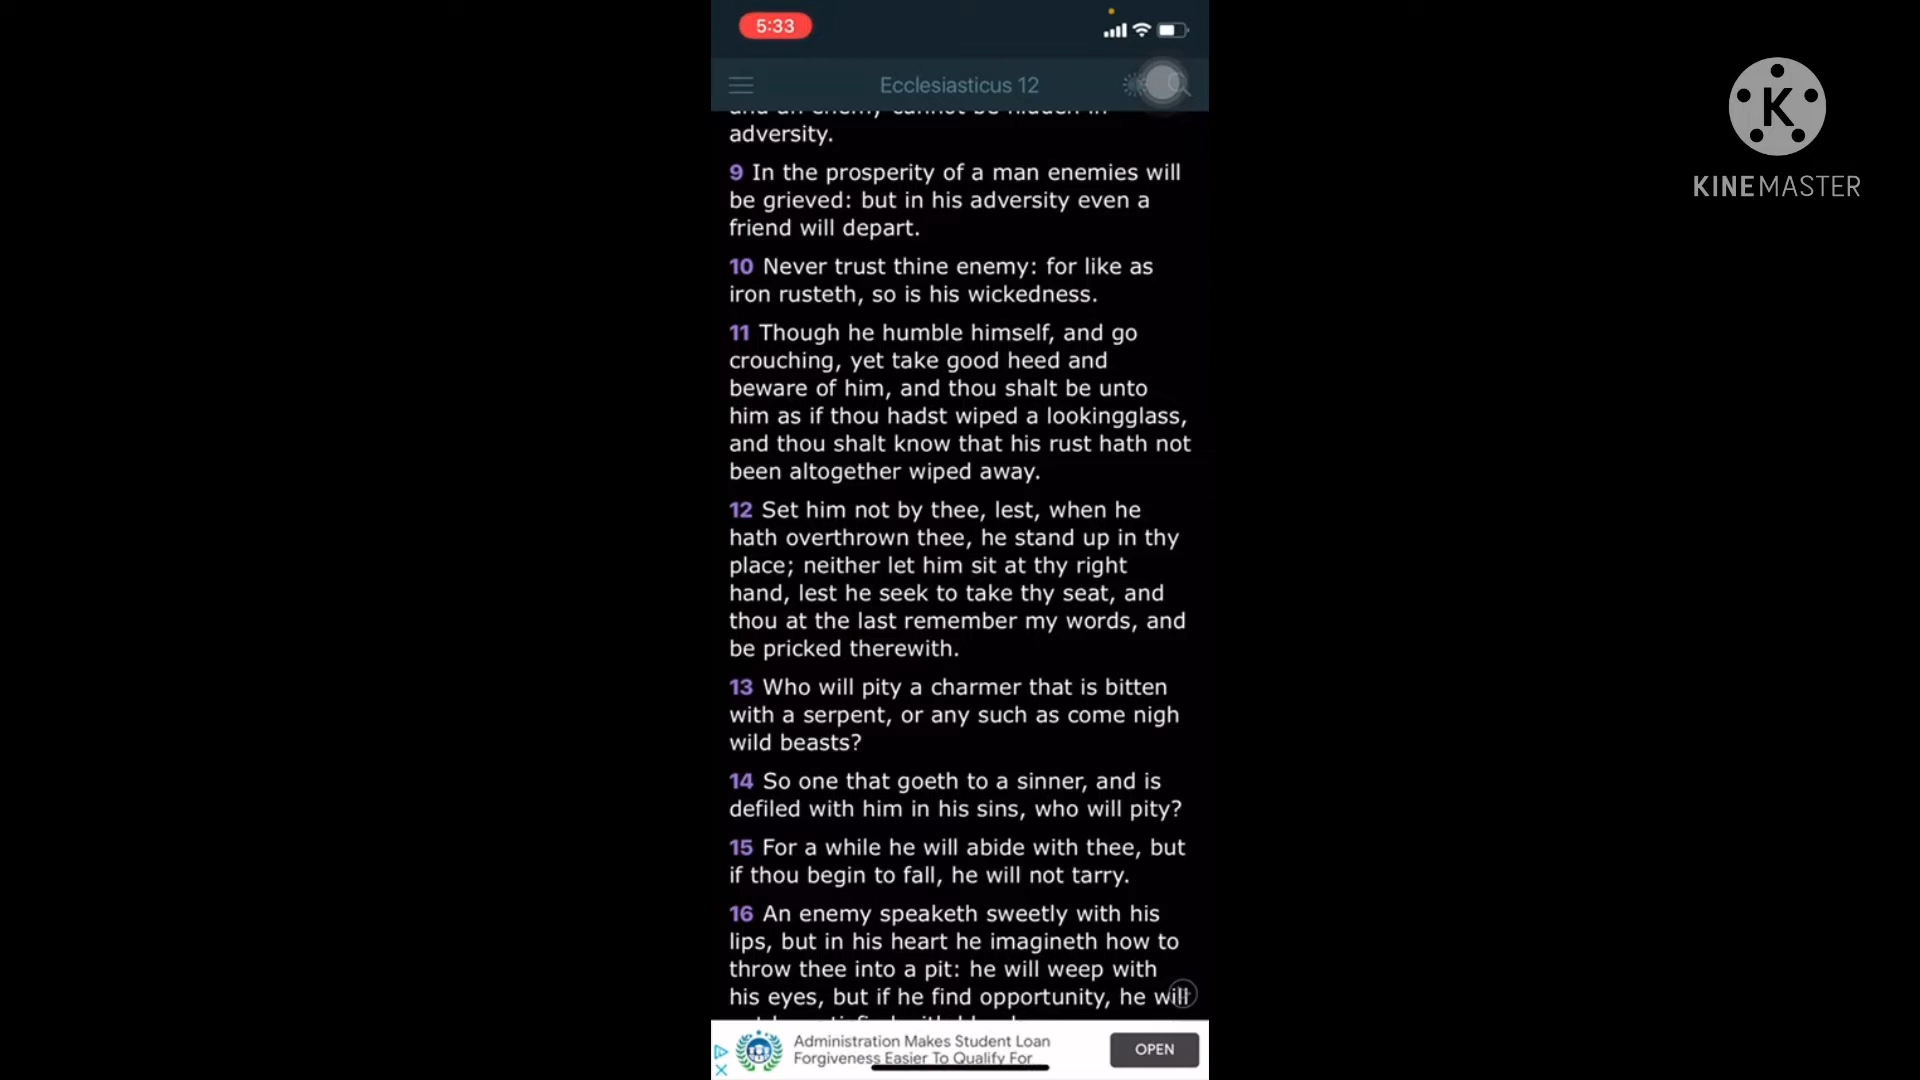 5:33
Ecclesiasticus 12
and an enemy cannot be hidden in
adversity.
9 In the prosperity of a man enemies will
be grieved: but in his adversity even a
friend will depart.
10 Never trust thine enemy: for like as
iron rusteth, so is his wickedness.
11 Though he humble himself, and go
crouching, yet take good heed and
beware of him, and thou shalt be unto
him as if thou hadst wiped a lookingglass,
and thou shalt know that his rust hath not
been altogether wiped away.
12 Set him not by thee, lest, when he
hath overthrown thee, he stand up in thy
place; neither let him sit at thy right
hand, lest he seek to take thy seat, and
thou at the last remember my words, and
be pricked therewith.
13 Who will pity a charmer that is bitten
with a serpent, or any such as come nigh
wild beasts?
14 So one that goeth to a sinner, and is
defiled with him in his sins, who will pity?
15 For a while he will abide with thee, but
if thou begin to fall, he will not tarry.
16 An enemy speaketh sweetly with his
lips, but in his heart he imagineth how to
throw thee into a pit: he will weep with
his eyes, but if he find opportunity, he will
Administration Makes Student Loan
Forgiveness Easier To Qualify For
OPEN
K
KINEMASTER